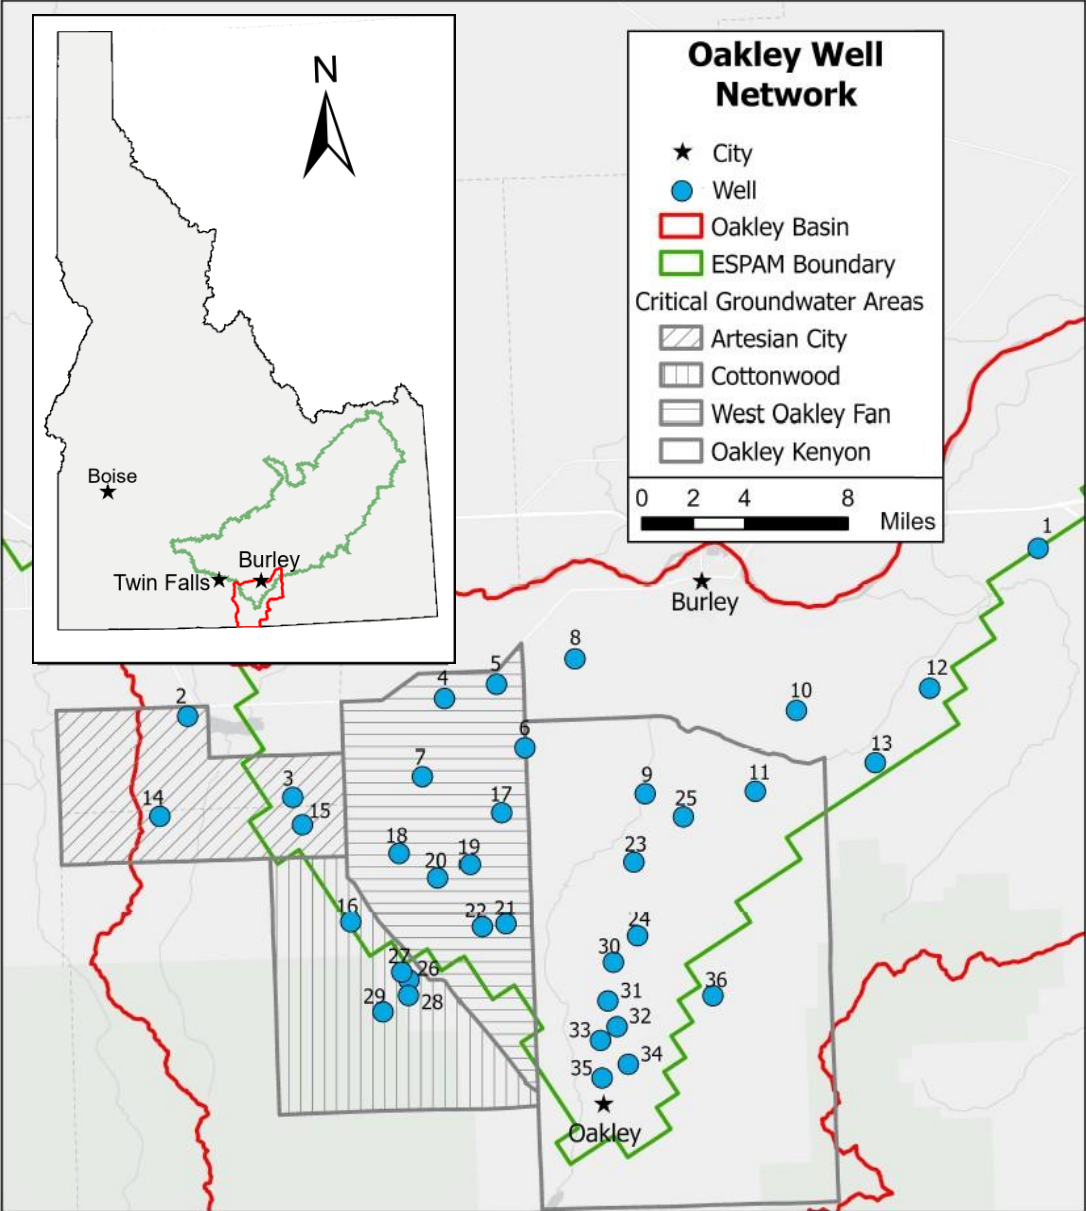 N
Boise
Burley
Twin Falls
Oakley Well
Network
City
Well
Oakley Basin
ESPAM Boundary
Critical Groundwater Areas
Artesian City
Cottonwood
West Oakley Fan
Oakley Kenyon
0 2 4 8
Miles
1
Burley
8
5
4
12
2
10
6
13
7
11
3
9
14
15
17
25
18
19
23
20
16
22
21
24
30
27
26
36
29
28
31
32
33
34
35
Oakley